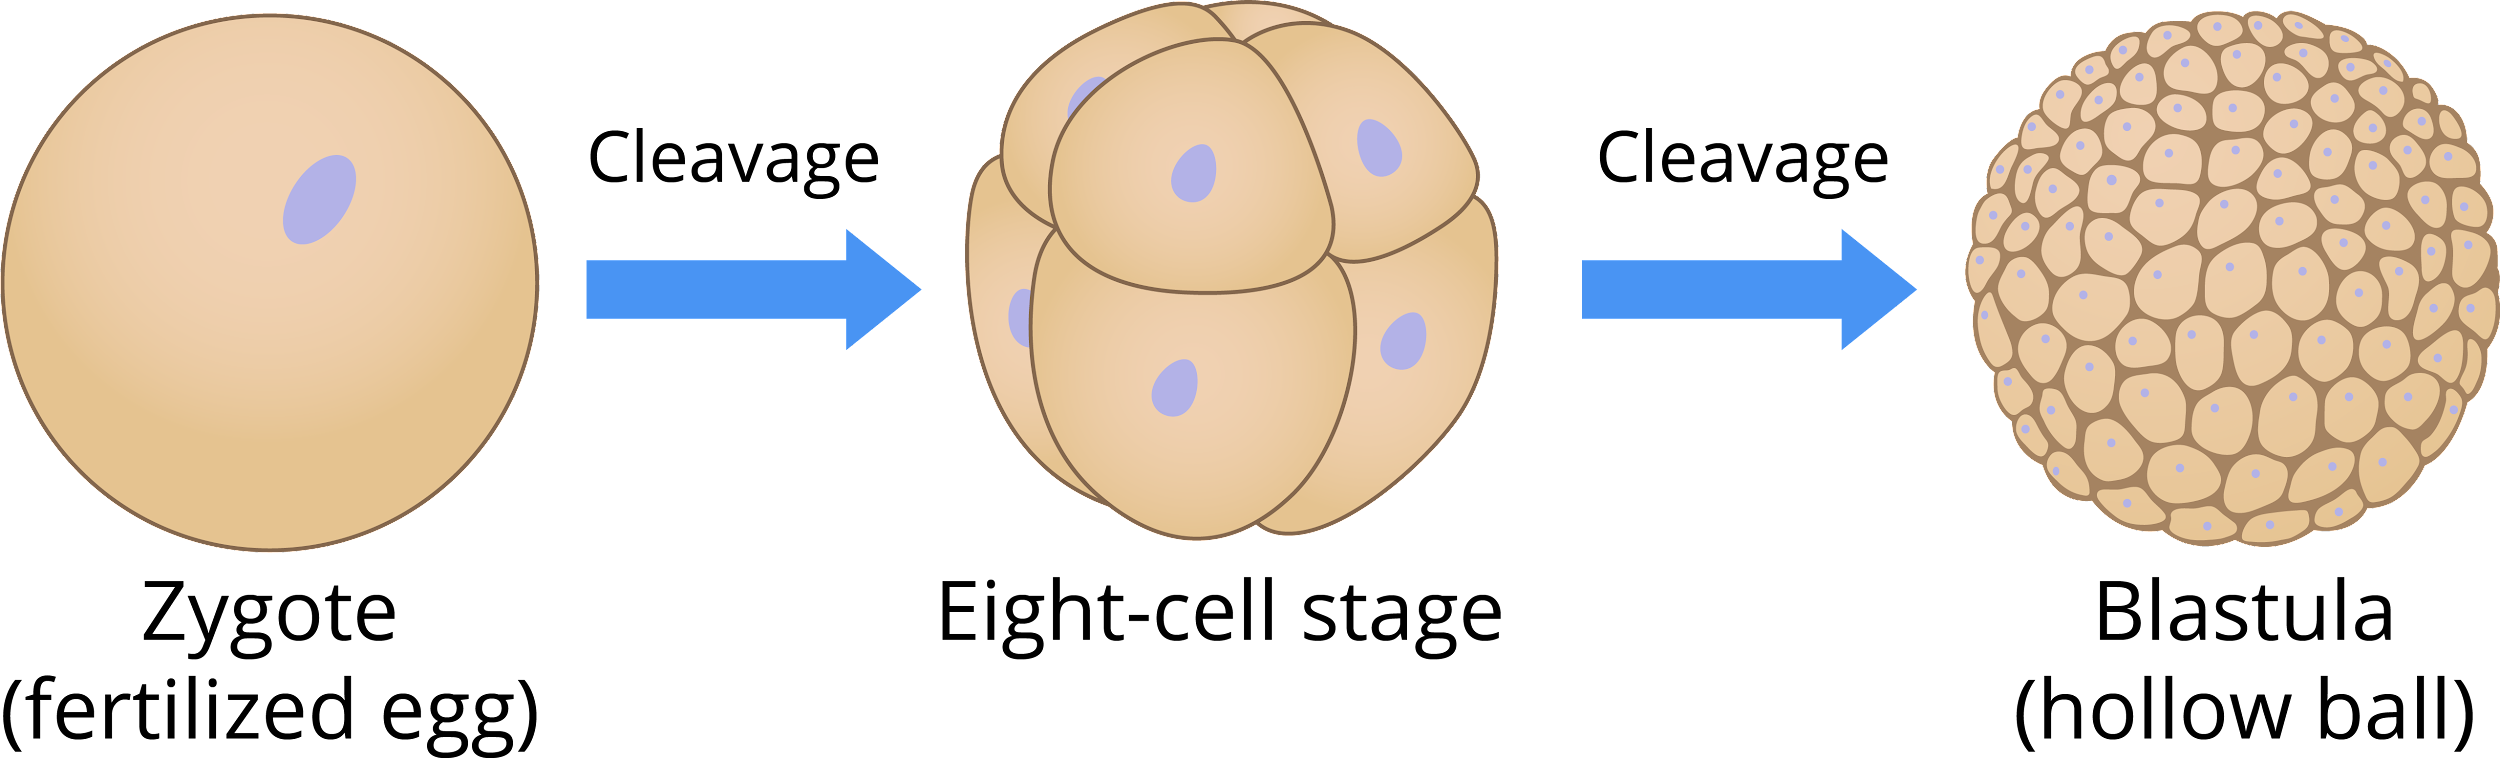 Cleavage
Cleavage
Zygote
(fertilized egg)
Eight-cell stage
Blastula
(hollow ball)